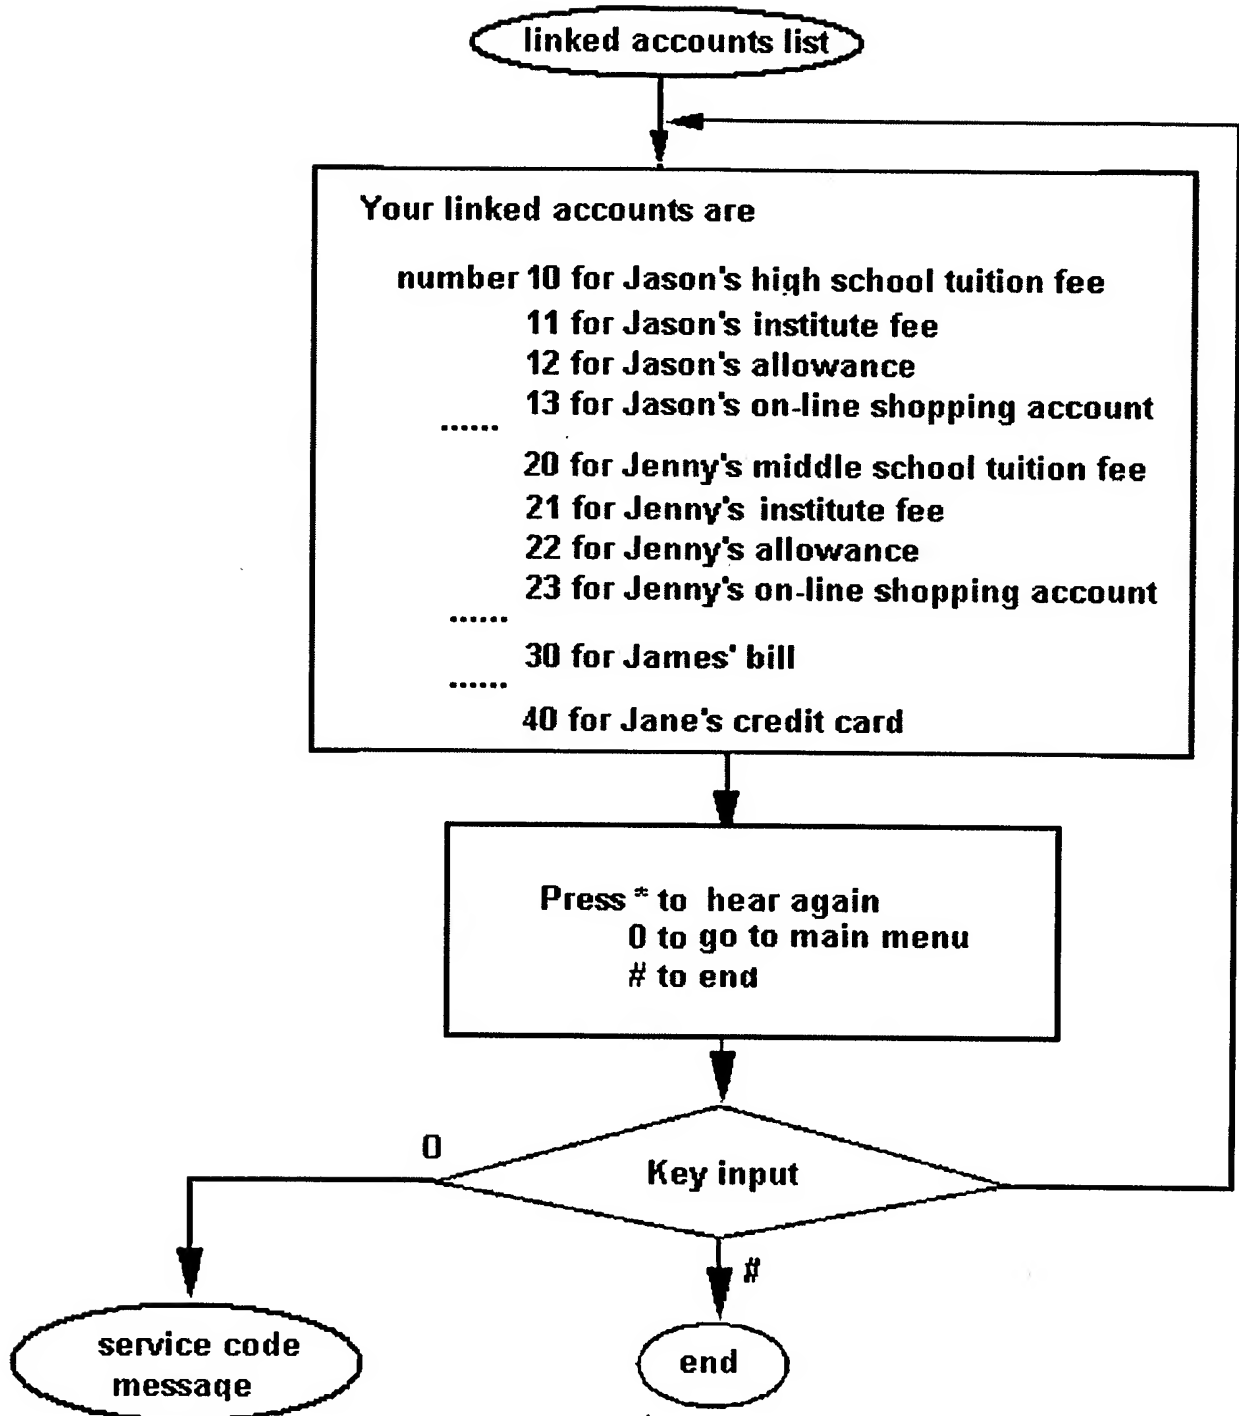 linked accounts list
Your linked accounts are
number 10 for Jason's high school tuition fee
11 for Jason's institute fee
12 for Jason's allowance
13 for Jason's on-line shopping account
......
20 for Jenny's middle school tuition fee
21 for Jenny's institute fee
22 for Jenny's allowance
23 for Jenny's on-line shopping account
......
30 for James' bill
......
40 for Jane's credit card
Press * to hear again
0 to go to main menu
# to end
0
Key input
#
service code
message
end